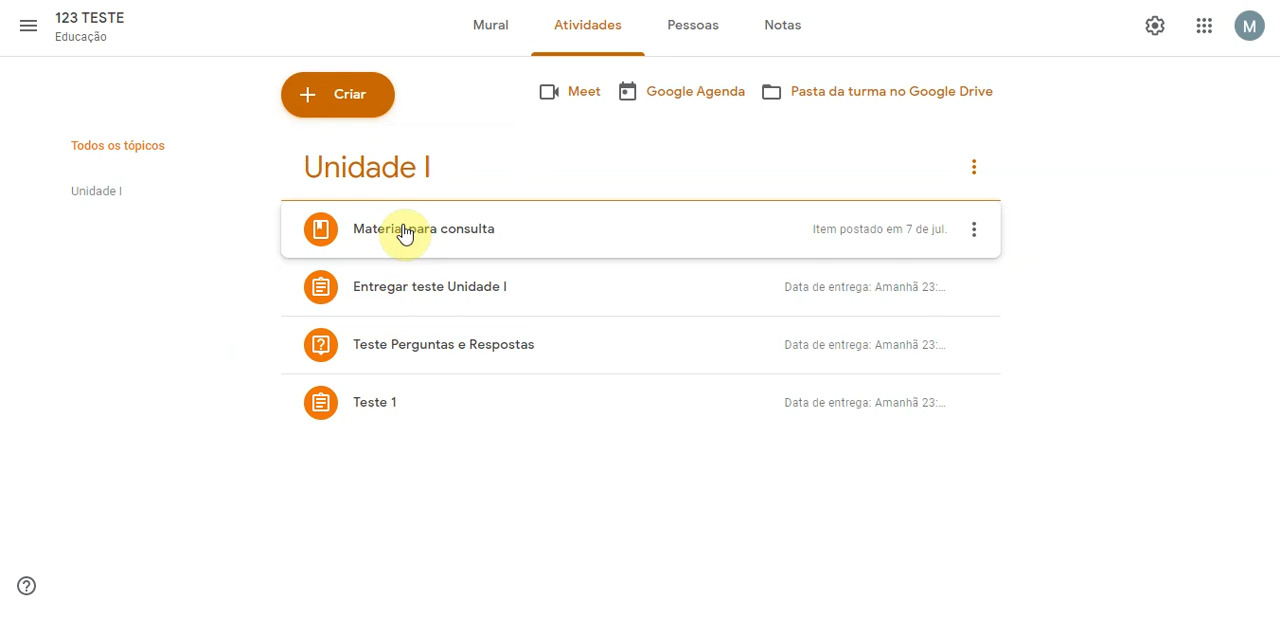 123 TESTE
Educação
Mural
Atividades
Pessoas
Notas
M
Criar
Meet
Google Agenda
Pasta da turma no Google Drive
Todos os tópicos
Unidade I
Unidade I
Material para consulta
Item postado em 7 de jul.
Entregar teste Unidade I
Data de entrega: Amanhã 23:...
Teste Perguntas e Respostas
Data de entrega: Amanhã 23:...
Teste 1
Data de entrega: Amanhã 23:...